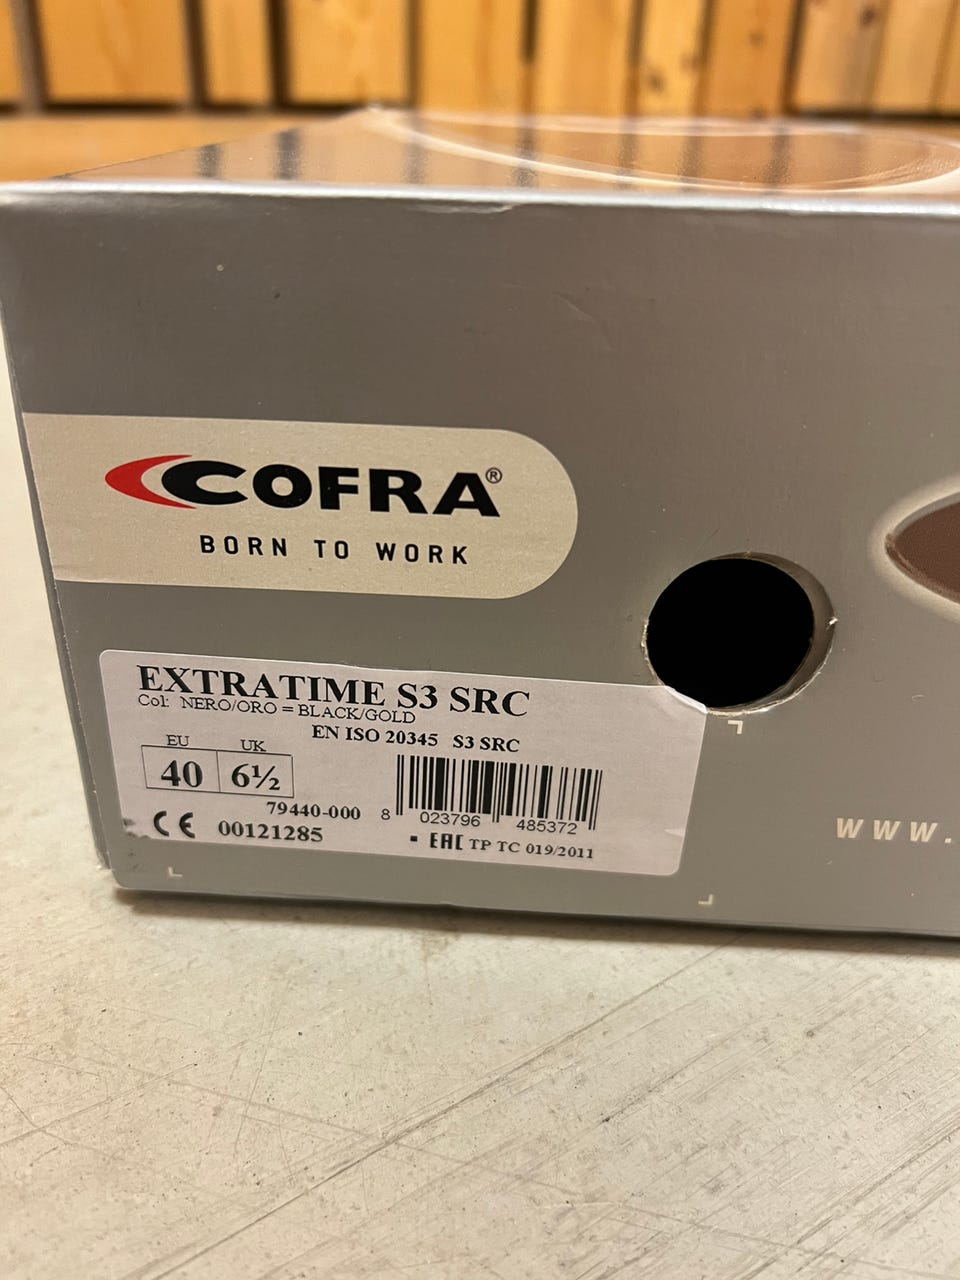 COFRA®
BORN TO WORK
EXTRATIME S3 SRC
Col: NERO/ORO = BLACK/GOLD
EN ISO 20345 S3 SRC
EU UK
40 6½
79440-000
8 023796 485372
CE 00121285
EAC TP TC 019/2011
www.